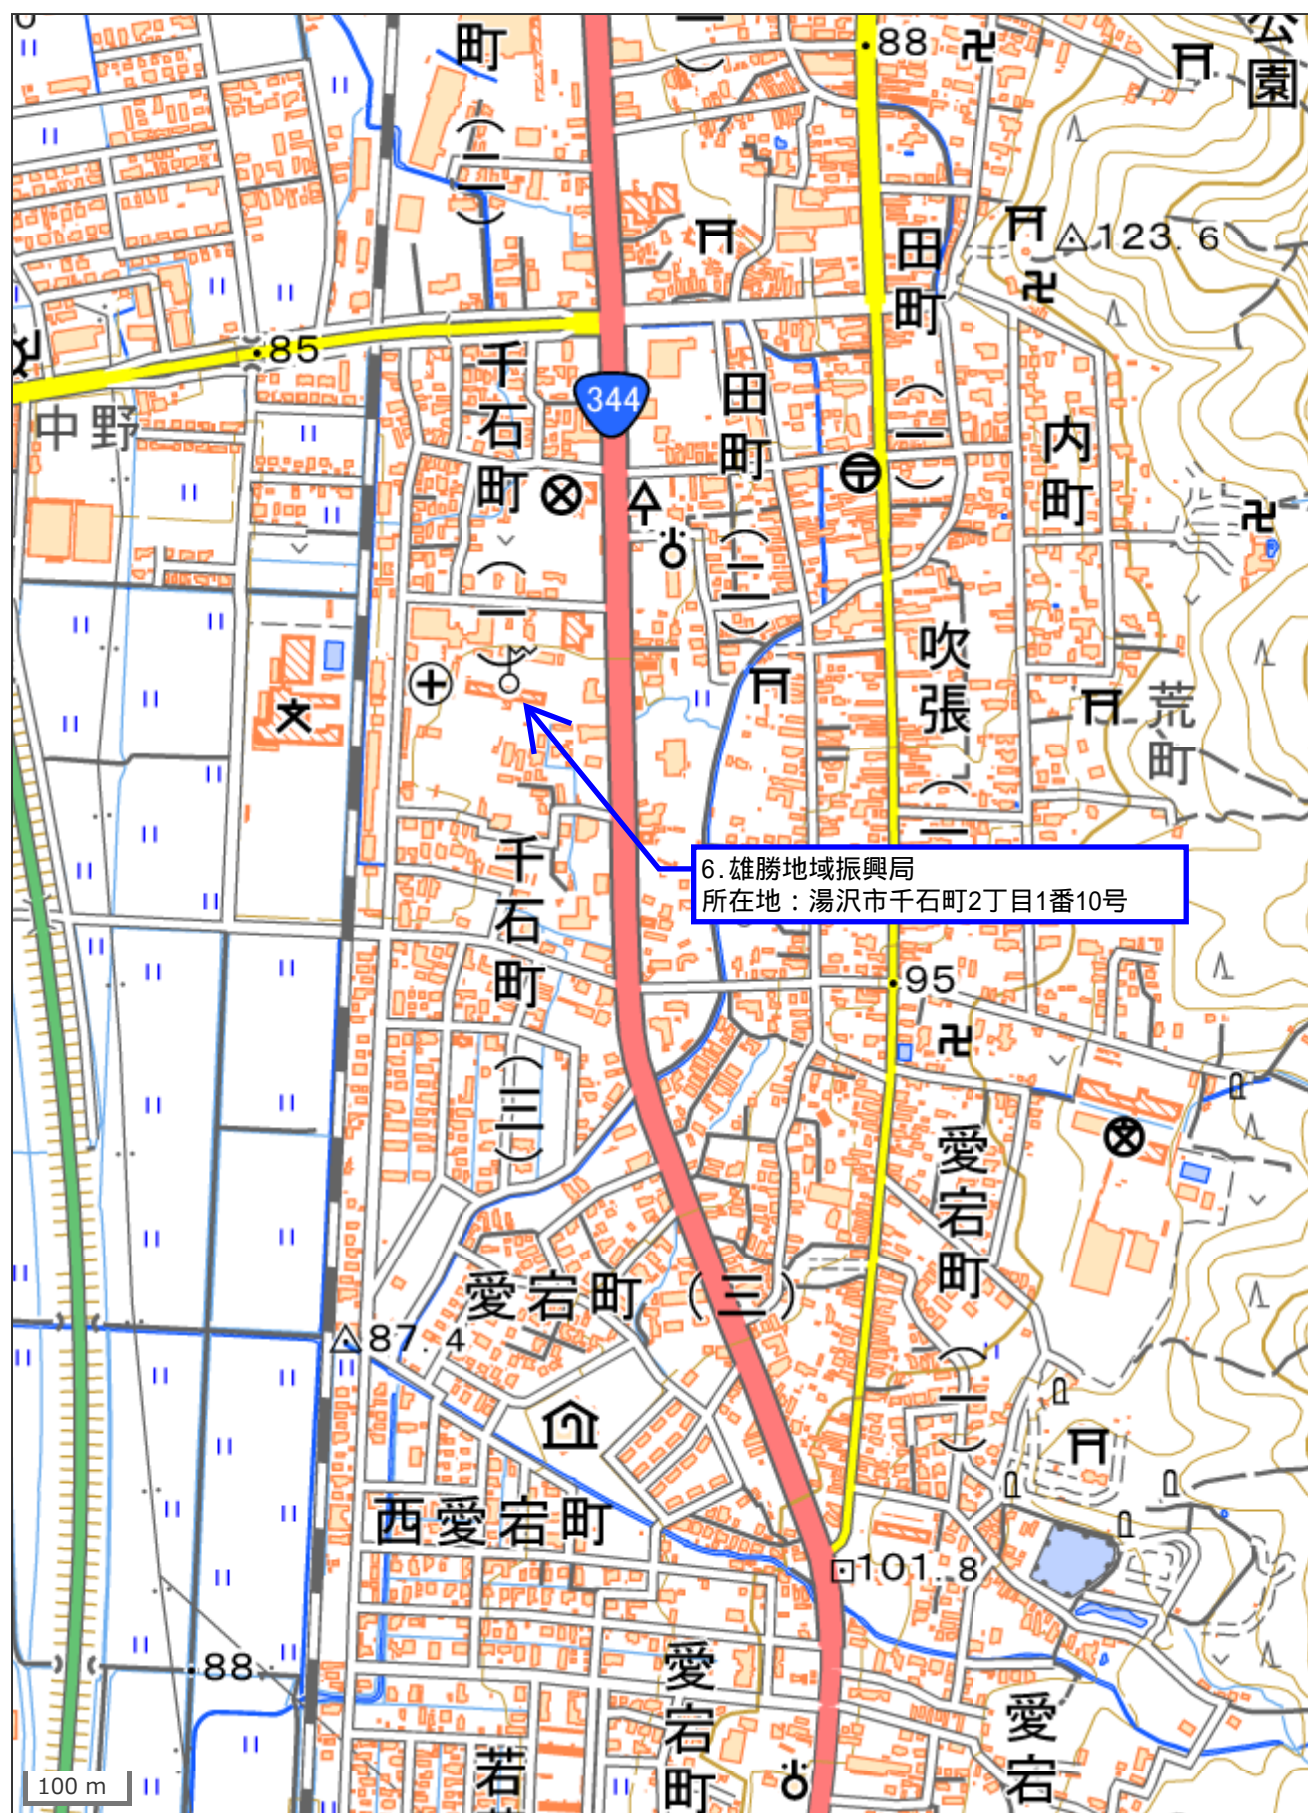 公園
88
町(二)
田町(一)
123.6
85
千石町(一)
344
田町(二)
中野
内町
吹張(一)
荒町
6.雄勝地域振興局
所在地：湯沢市千石町2丁目1番10号
千石町(三)
95
愛宕町(一)
愛宕町(三)
87.4
西愛宕町
101.8
愛宕町
88
愛宕
若
100 m